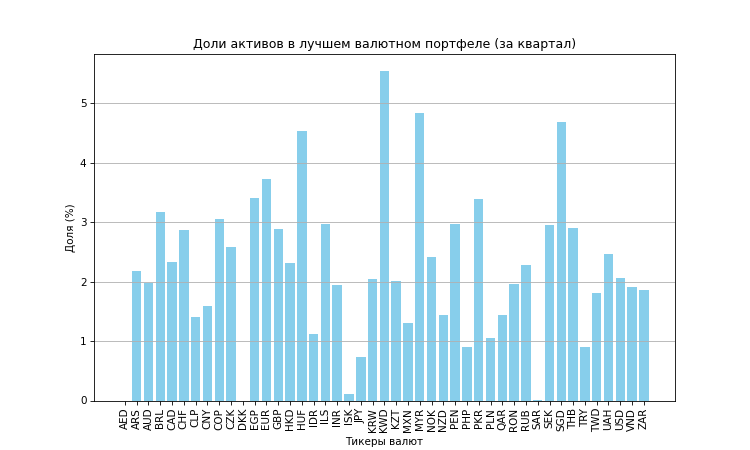 Доли активов в лучшем валютном портфеле (за квартал)
Доля (%)
5
4
3
2
1
0
AED ARS AUD BRL CAD CHF CLP CNY COP CZK DKK EGP EUR GBP HKD HUF IDR ILS INR ISK JPY KRW KWD KZT MXN MYR NOK NZD PEN PHP PKR PLN QAR RON RUB SAR SEK SGD THB TRY TWD UAH USD VND ZAR
Тикеры валют